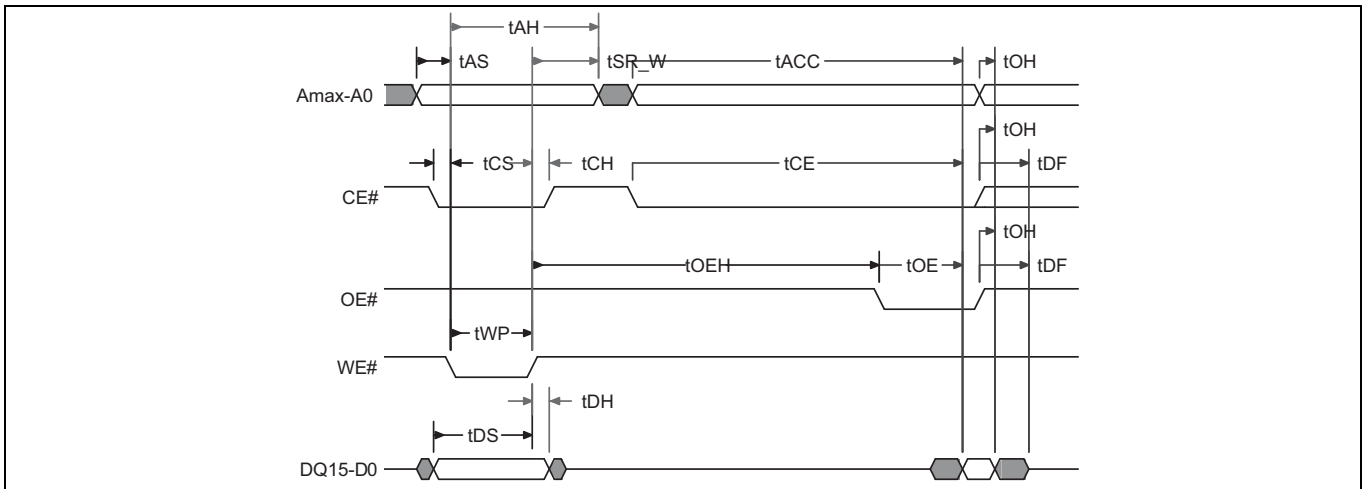 tAH
tAS
tSR_W
tACC
tOH
Amax-A0
tOH
tCS
tCH
tCE
tDF
CE#
tOH
tOEH
tOE
tDF
OE#
tWP
WE#
tDH
tDS
DQ15-D0